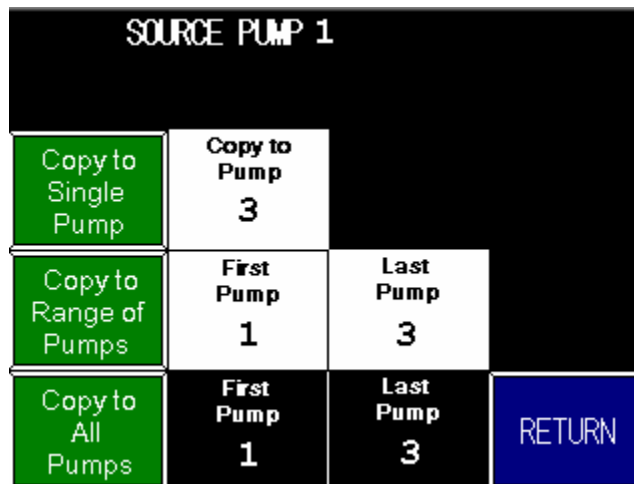 SOURCE PUMP 1
Copy to
Single
Pump
Copy to
Pump
3
Copy to
Range of
Pumps
First
Pump
1
Last
Pump
3
Copy to
All
Pumps
First
Pump
1
Last
Pump
3
RETURN